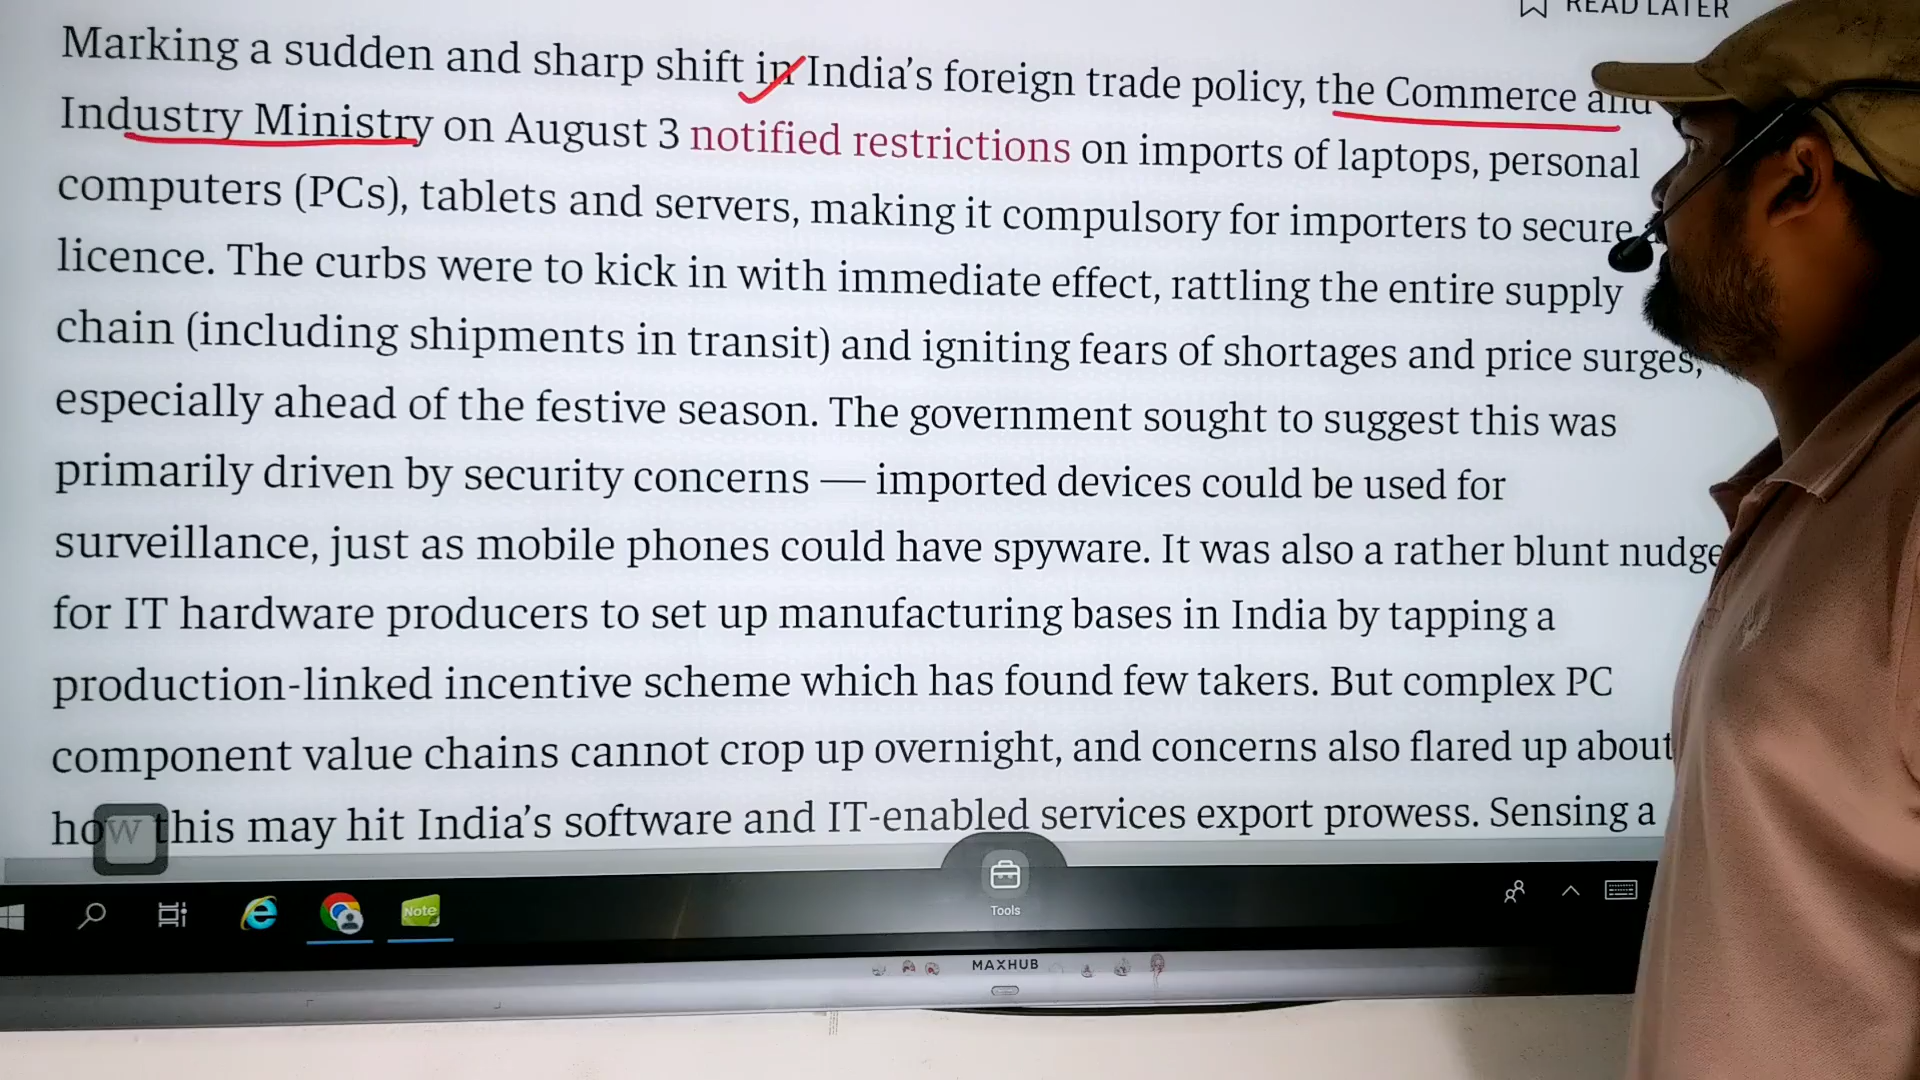 READ LATER
Marking a sudden and sharp shift in India's foreign trade policy, the Commerce and
Industry Ministry on August 3 notified restrictions on imports of laptops, personal
computers (PCs), tablets and servers, making it compulsory for importers to secure
licence. The curbs were to kick in with immediate effect, rattling the entire supply
chain (including shipments in transit) and igniting fears of shortages and price surges,
especially ahead of the festive season. The government sought to suggest this was
primarily driven by security concerns — imported devices could be used for
surveillance, just as mobile phones could have spyware. It was also a rather blunt nudge
for IT hardware producers to set up manufacturing bases in India by tapping a
production-linked incentive scheme which has found few takers. But complex PC
component value chains cannot crop up overnight, and concerns also flared up about
how this may hit India's software and IT-enabled services export prowess. Sensing a
Note
Tools
MAXHUB